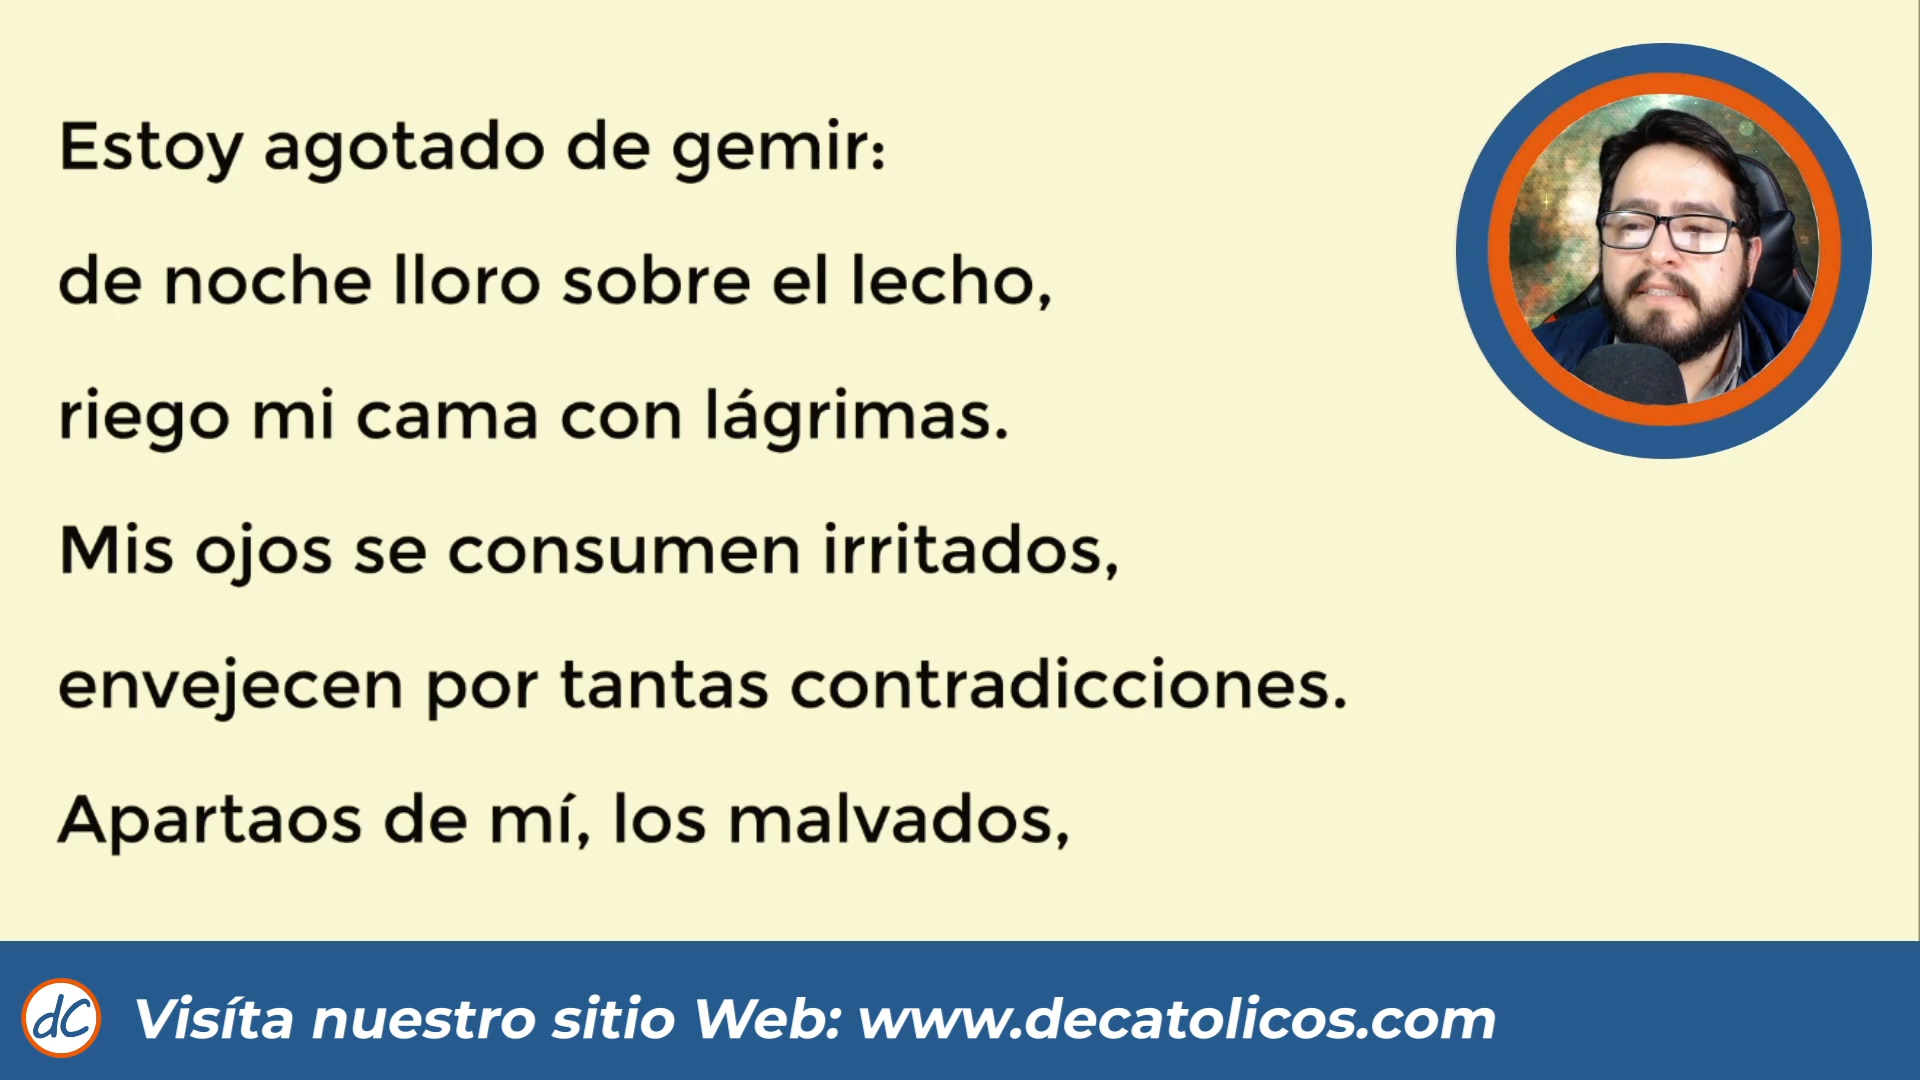 Estoy agotado de gemir:
de noche lloro sobre el lecho,
riego mi cama con lágrimas.
Mis ojos se consumen irritados,
envejecen por tantas contradicciones.
Apartaos de mí, los malvados,
dC Visíta nuestro sitio Web: www.decatolicos.com